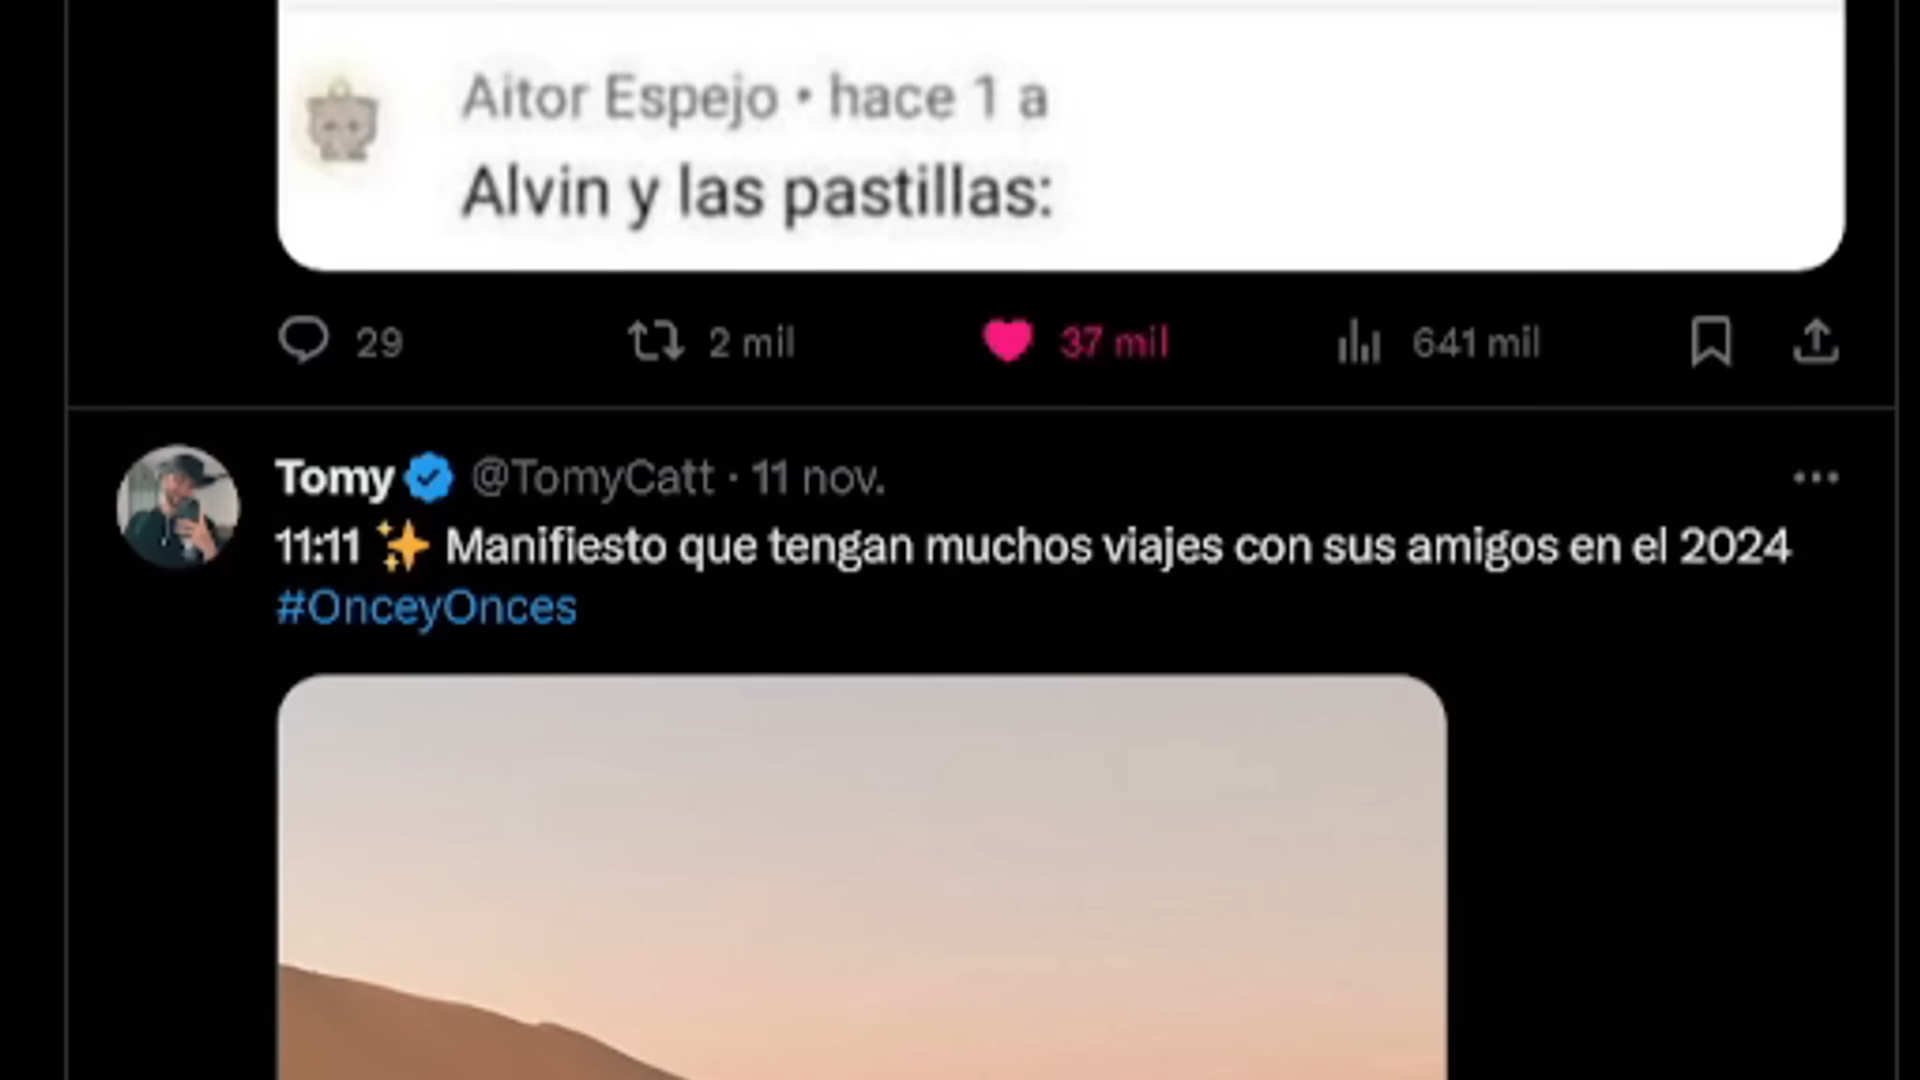 Aitor Espejo • hace 1 a
Alvin y las pastillas:
29 2 mil 37 mil 641 mil
Tomy @TomyCatt · 11 nov.
11:11 ✨ Manifiesto que tengan muchos viajes con sus amigos en el 2024
#OnceyOnces